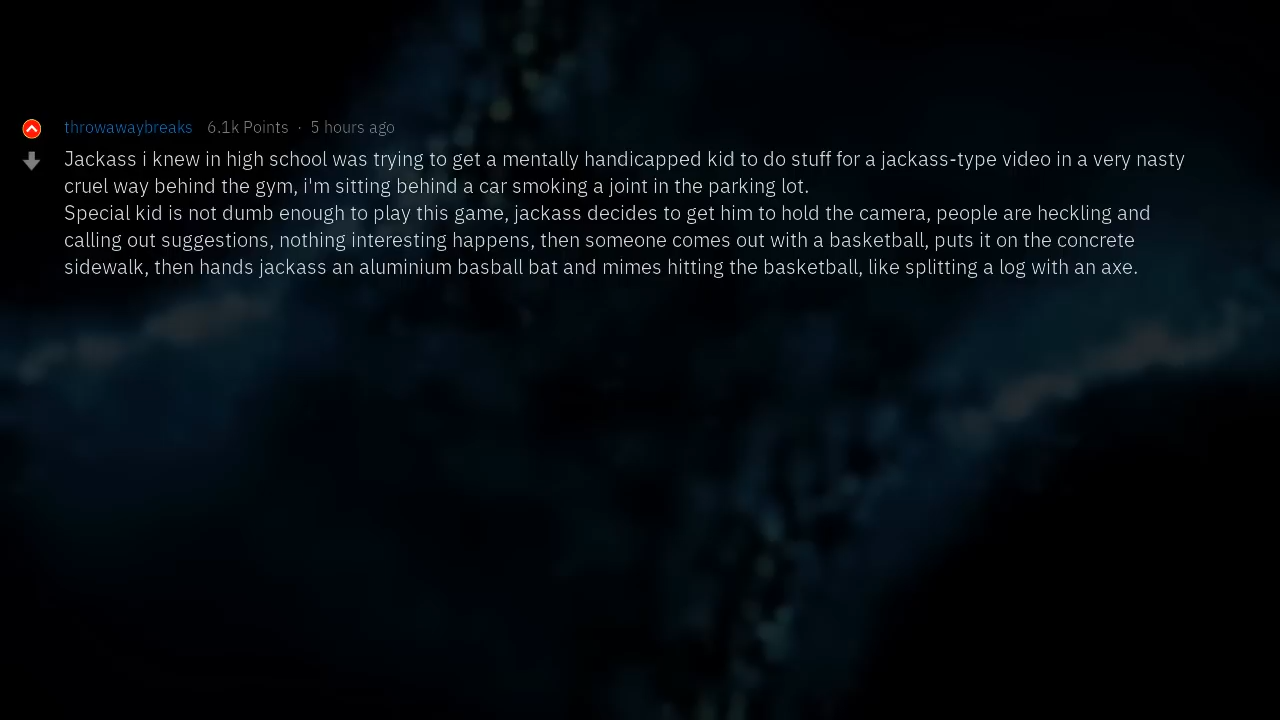 throwawaybreaks 6.1k Points · 5 hours ago
Jackass i knew in high school was trying to get a mentally handicapped kid to do stuff for a jackass-type video in a very nasty
cruel way behind the gym, i'm sitting behind a car smoking a joint in the parking lot.
Special kid is not dumb enough to play this game, jackass decides to get him to hold the camera, people are heckling and
calling out suggestions, nothing interesting happens, then someone comes out with a basketball, puts it on the concrete
sidewalk, then hands jackass an aluminium basball bat and mimes hitting the basketball, like splitting a log with an axe.